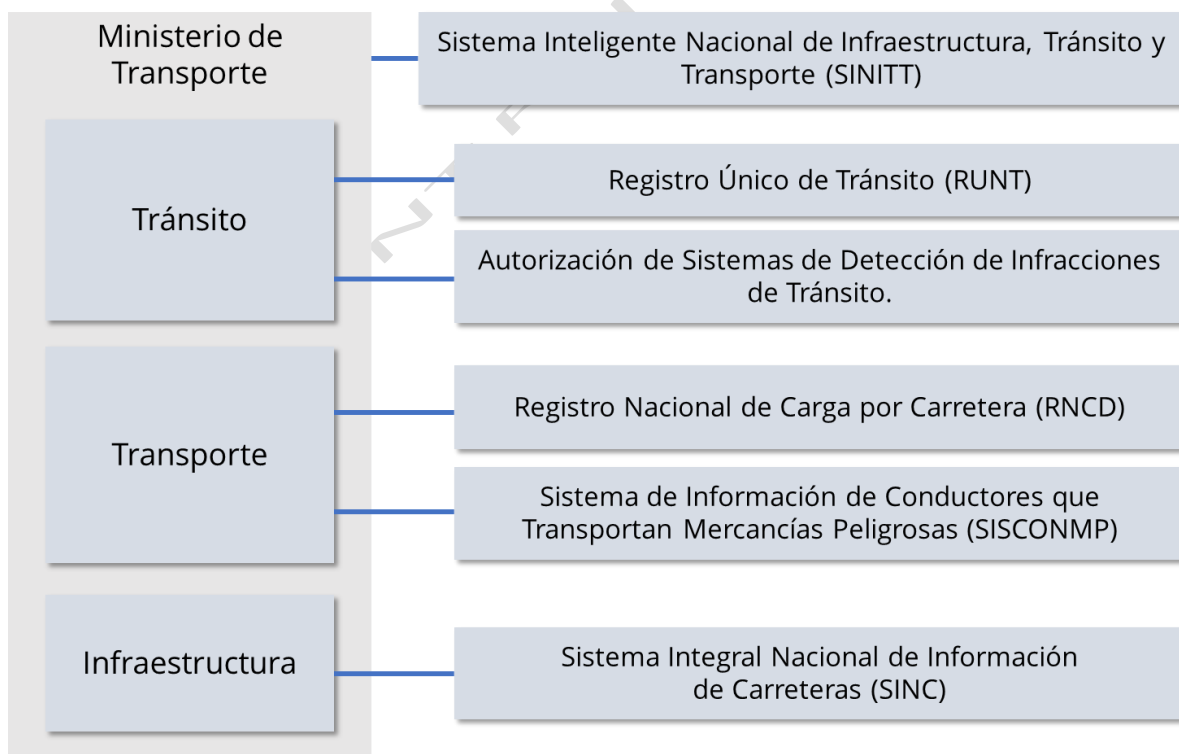 Ministerio de
Transporte
Sistema Inteligente Nacional de Infraestructura, Tránsito y
Transporte (SINITT)
Tránsito
Registro Único de Tránsito (RUNT)
Autorización de Sistemas de Detección de Infracciones
de Tránsito.
Transporte
Registro Nacional de Carga por Carretera (RNCD)
Sistema de Información de Conductores que
Transportan Mercancías Peligrosas (SISCONMP)
Infraestructura
Sistema Integral Nacional de Información
de Carreteras (SINC)